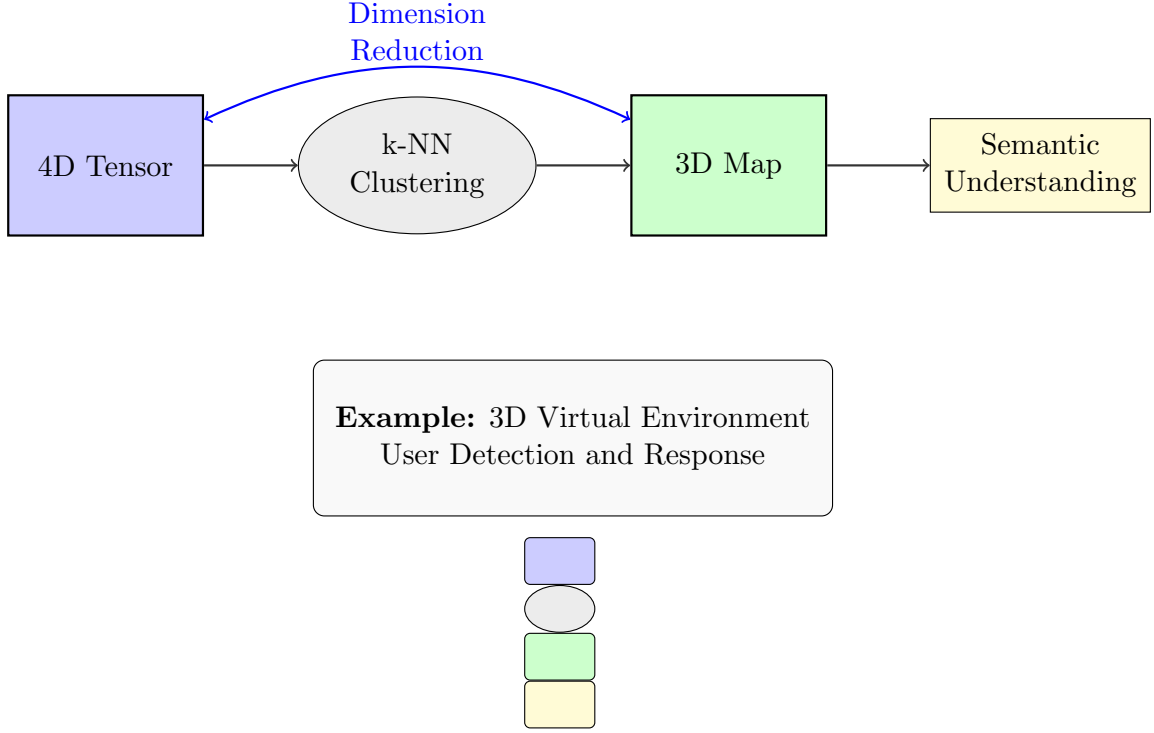 Dimension
Reduction
4D Tensor
k-NN
Clustering
3D Map
Semantic
Understanding
Example: 3D Virtual Environment
User Detection and Response